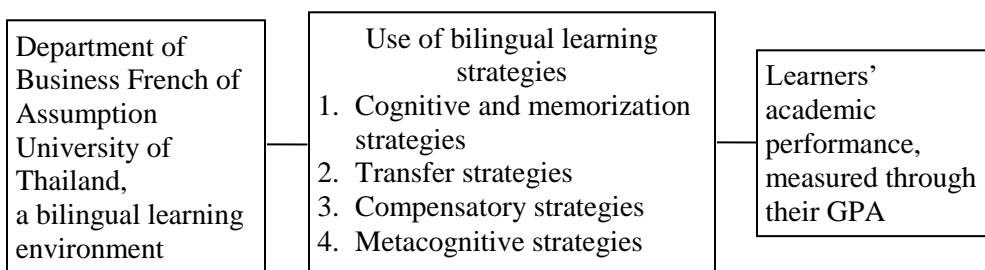 Department of
Business French of
Assumption
University of
Thailand,
a bilingual learning
environment
Use of bilingual learning
strategies
1. Cognitive and memorization
strategies
2. Transfer strategies
3. Compensatory strategies
4. Metacognitive strategies
Learners’
academic
performance,
measured through
their GPA